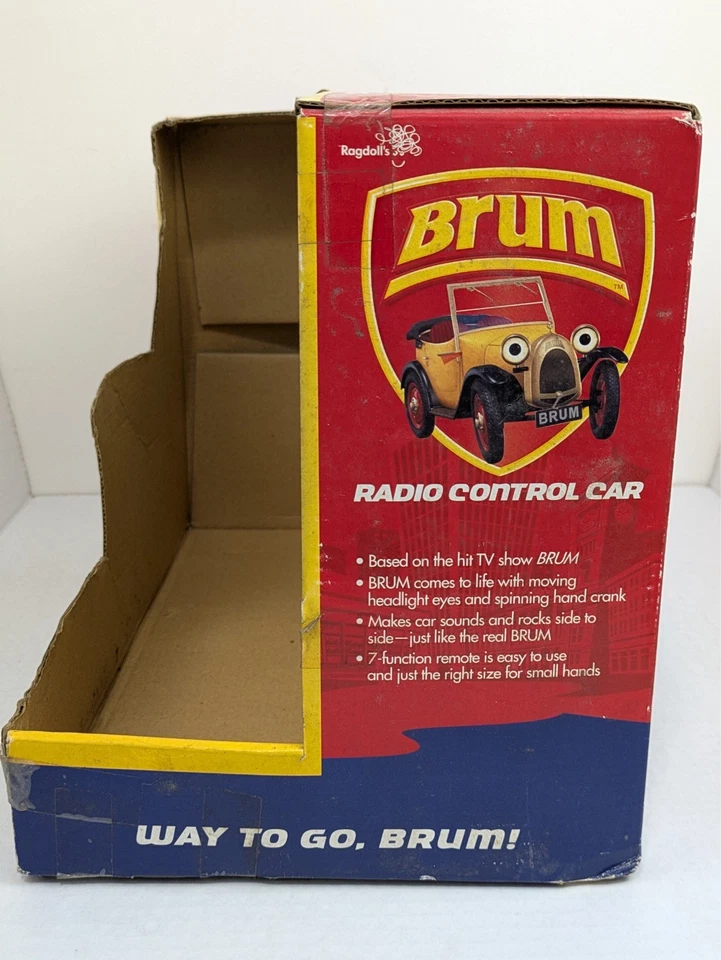 Ragdoll's
Brum
TM
BRUM
RADIO CONTROL CAR
• Based on the hit TV show BRUM
• BRUM comes to life with moving
headlight eyes and spinning hand crank
• Makes car sounds and rocks side to
side—just like the real BRUM
• 7-function remote is easy to use
and just the right size for small hands
WAY TO GO, BRUM!